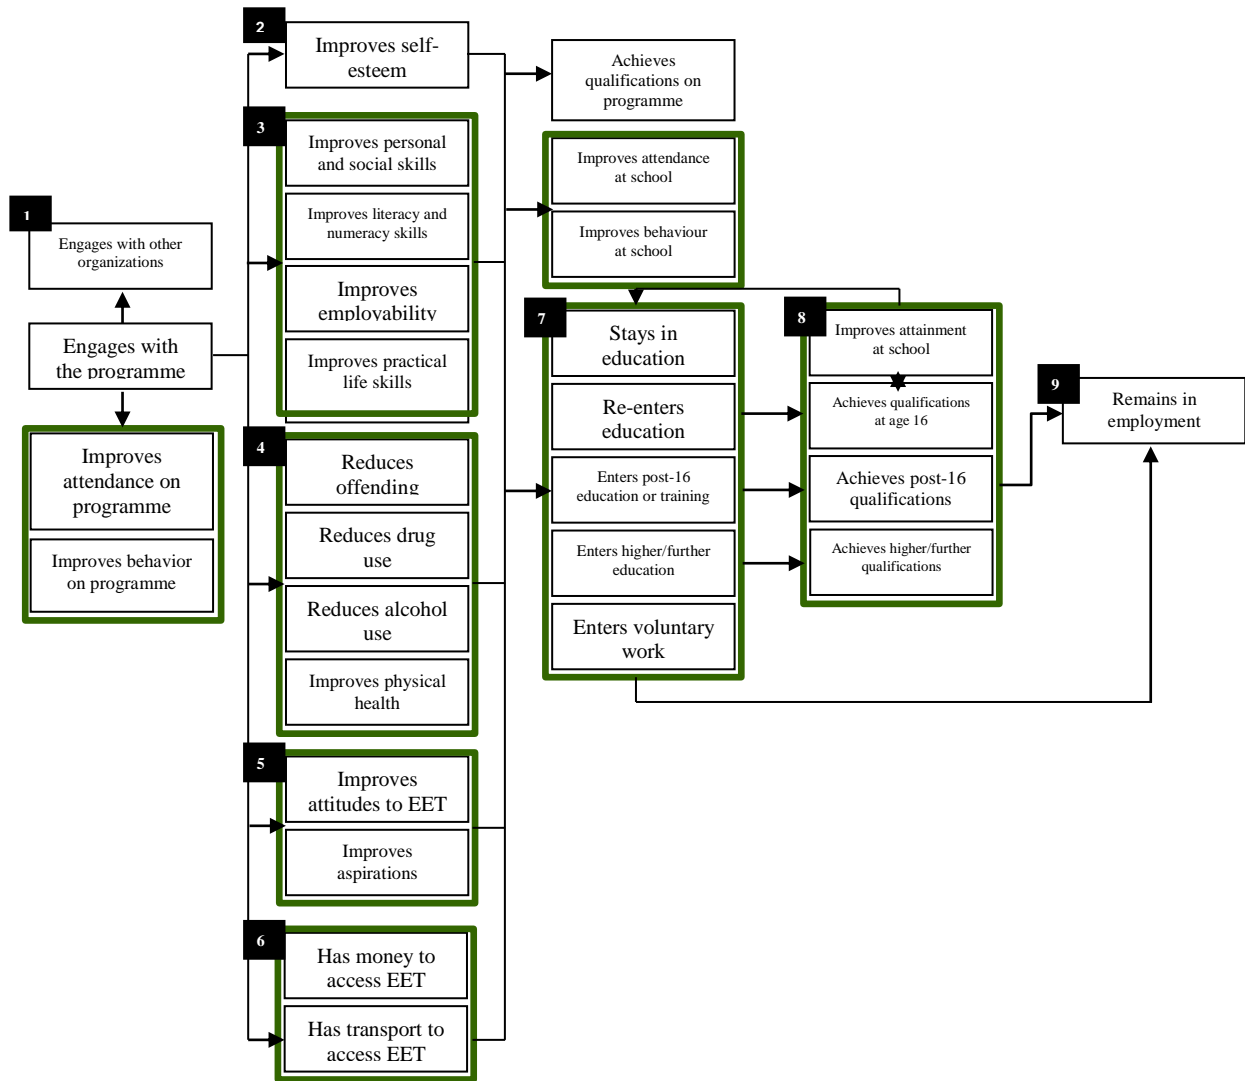 1
Engages with other
organizations
Engages with
the programme
Improves
attendance on
programme
Improves behavior
on programme
2
Improves self-
esteem
3
Improves personal
and social skills
Improves literacy and
numeracy skills
Improves
employability
Improves practical
life skills
4
Reduces
offending
Reduces drug
use
Reduces alcohol
use
Improves physical
health
5
Improves
attitudes to EET
Improves
aspirations
6
Has money to
access EET
Has transport to
access EET
Achieves
qualifications on
programme
Improves attendance
at school
Improves behaviour
at school
7
Stays in
education
Re-enters
education
Enters post-16
education or training
Enters higher/further
education
Enters voluntary
work
8
Improves attainment
at school
Achieves qualifications
at age 16
Achieves post-16
qualifications
Achieves higher/further
qualifications
9
Remains in
employment